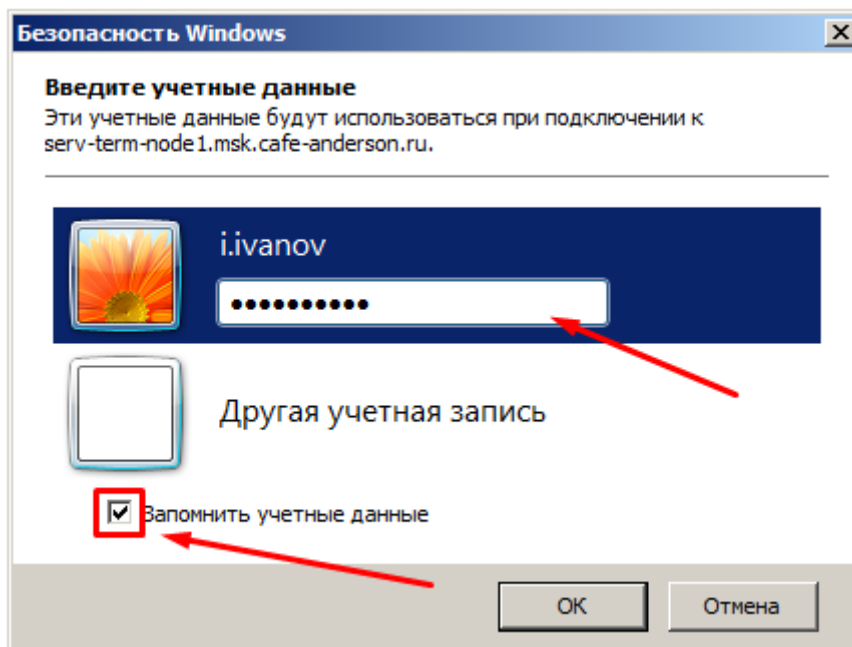 Безопасность Windows
Введите учетные данные
Эти учетные данные будут использоваться при подключении к
serv-term-node1.msk.cafe-anderson.ru.
i.ivanov
••••••••••
Другая учетная запись
Запомнить учетные данные
ОК
Отмена